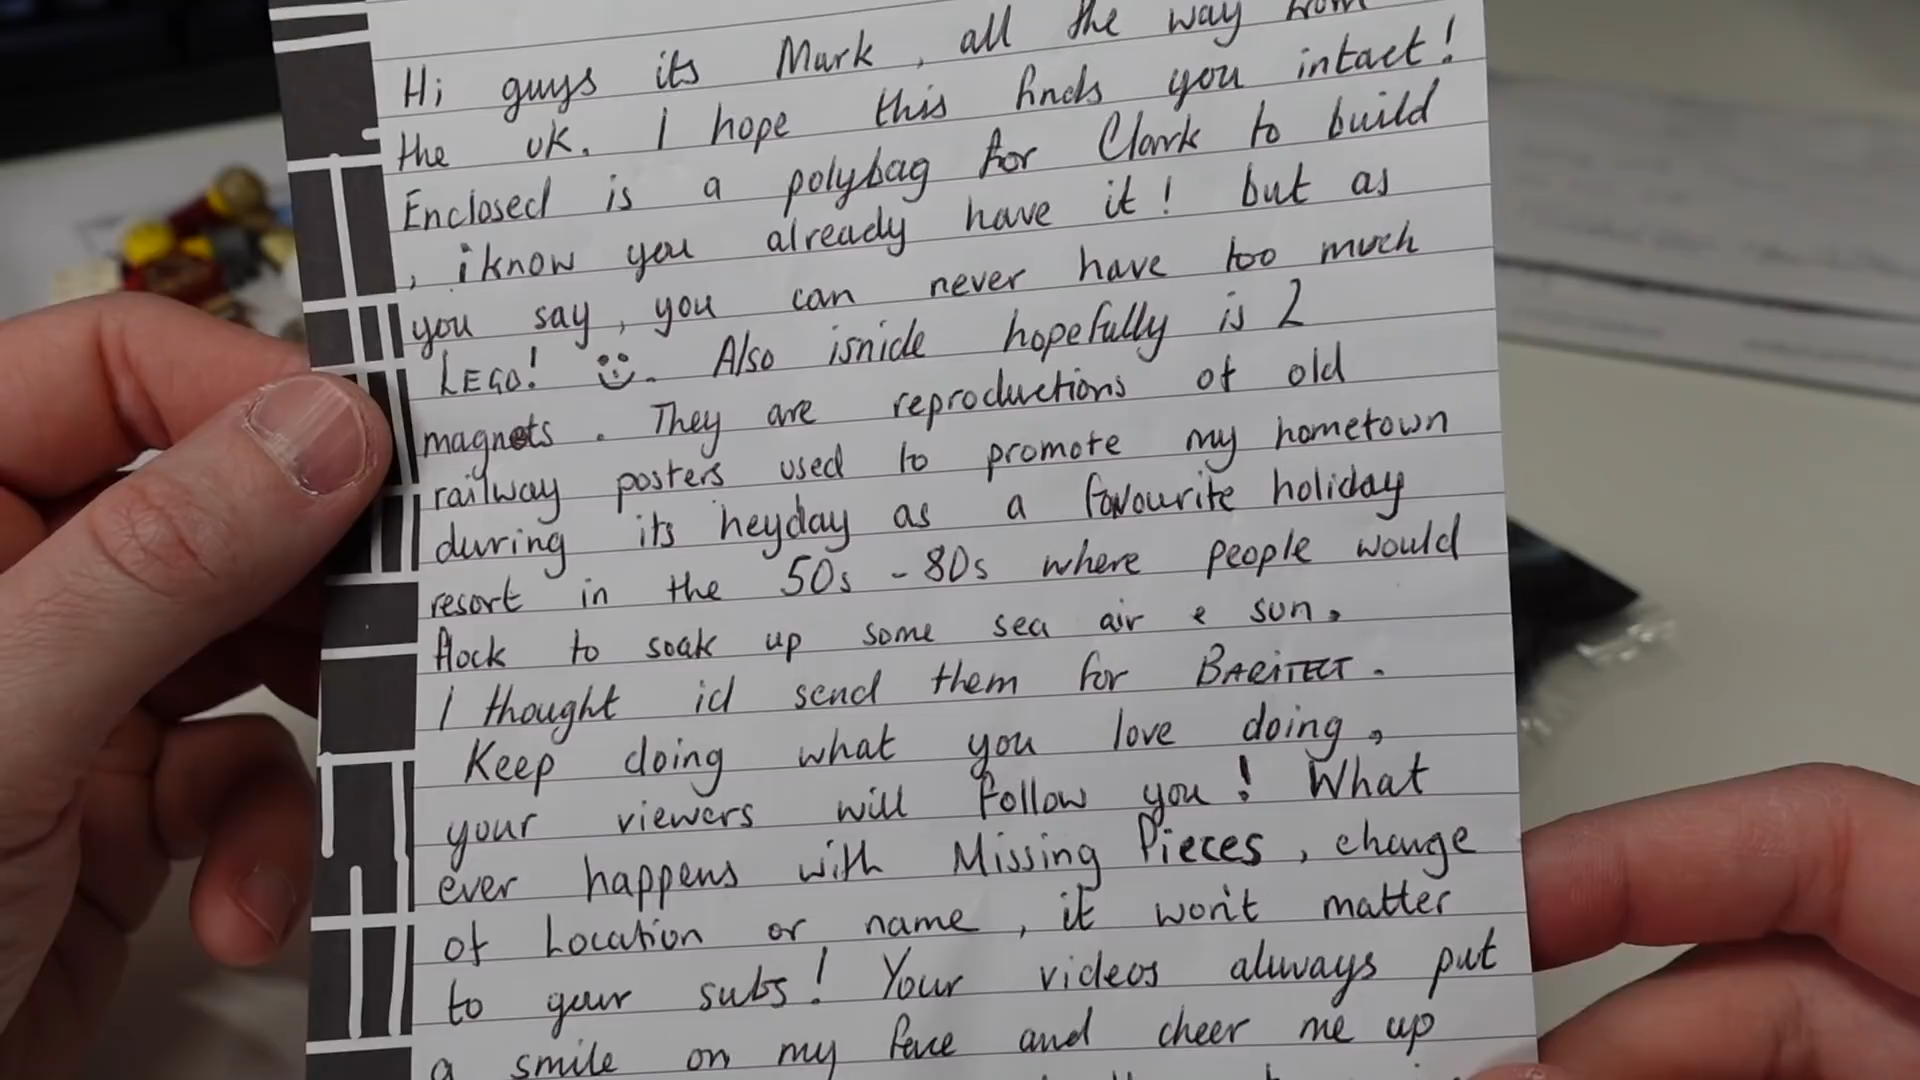 Hi guys its Mark, all the way from
the UK. I hope this finds you intact!
Enclosed is a polybag for Clark to build
, i know you already have it! but as
you say, you can never have too much
LEGO! Also isnide hopefully is 2
magnets. They are reproductions of old
railway posters used to promote my hometown
during its heyday as a favourite holiday
resort in the 50s - 80s where people would
flock to soak up some sea air & sun,
I thought id send them for BARITECT.
Keep doing what you love doing,
your viewers will follow you! What
ever happens with Missing Pieces, change
of Location or name, it won't matter
to your subs! Your videos always put
a smile on my face and cheer me up